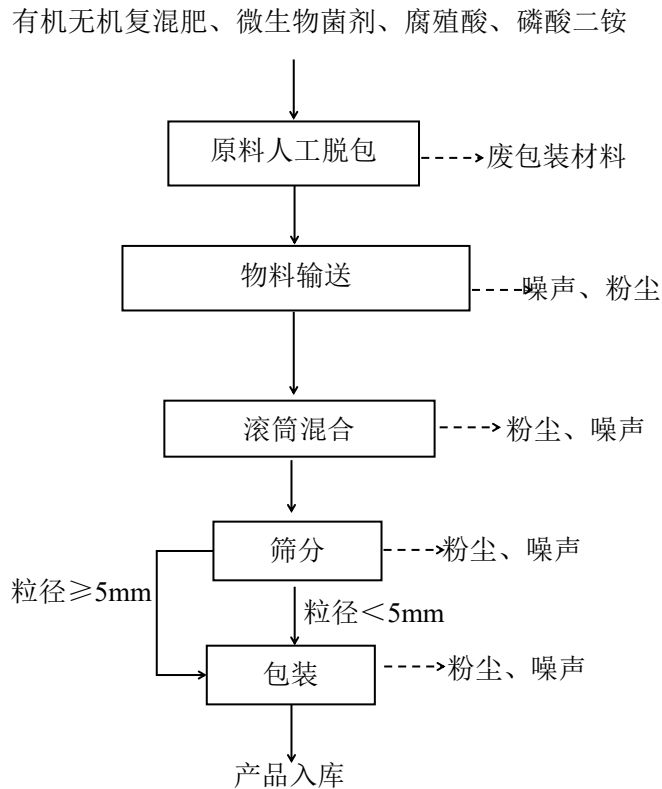 有机无机复混肥、微生物菌剂、腐殖酸、磷酸二铵
原料人工脱包
废包装材料
物料输送
噪声、粉尘
滚筒混合
粉尘、噪声
筛分
粉尘、噪声
粒径≥5mm
粒径＜5mm
包装
粉尘、噪声
产品入库